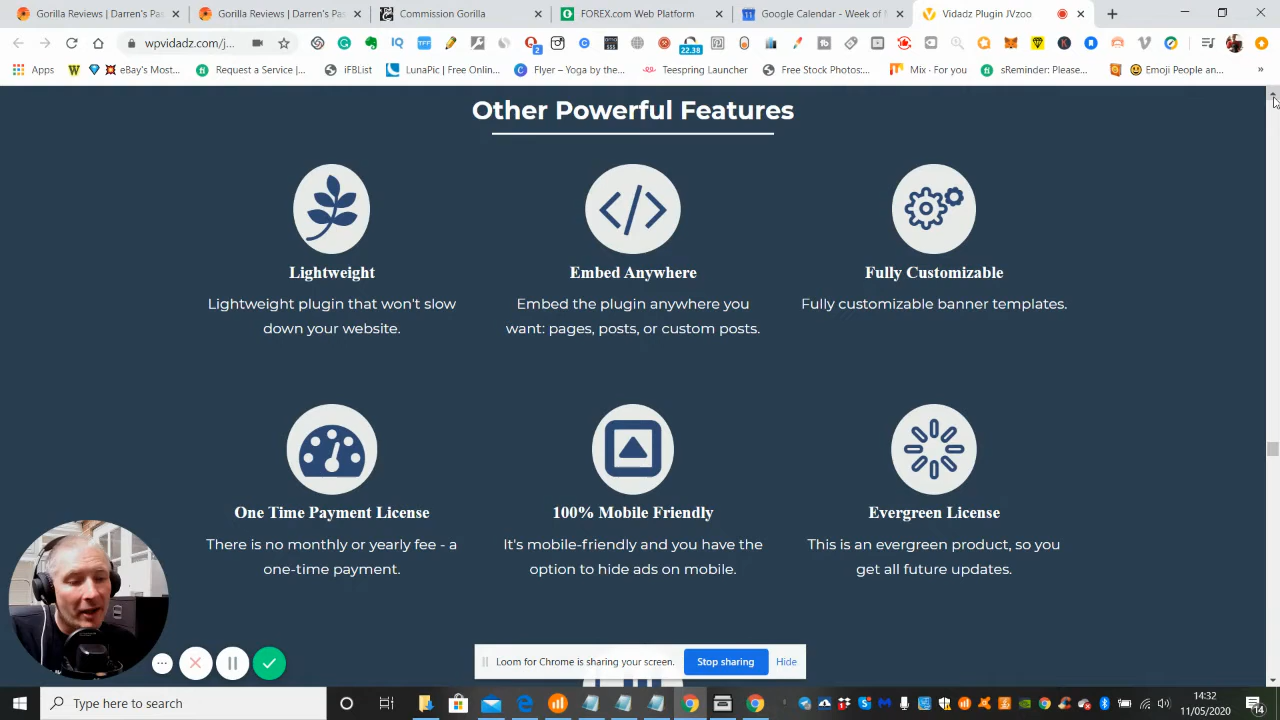 Gorilla Reviews | Darren's Pas
Gorilla Reviews | Darren's Pas
Commission Gorilla
FOREX.com Web Platform
Google Calendar - Week of M
Vidadz Plugin JVzoo
wpvidadz.com/j...
2
22.38
Apps
eBay's Most...
Request a Service |...
iFBList
LunaPic | Free Onlin...
Flyer – Yoga by the...
Teespring Launcher
Free Stock Photos:...
Mix · For you
sReminder: Please...
Emoji People an...
»
Other Powerful Features
Lightweight
Embed Anywhere
Fully Customizable
Lightweight plugin that won't slow
down your website.
Embed the plugin anywhere you
want: pages, posts, or custom posts.
Fully customizable banner templates.
One Time Payment License
100% Mobile Friendly
Evergreen License
There is no monthly or yearly fee - a
one-time payment.
It's mobile-friendly and you have the
option to hide ads on mobile.
This is an evergreen product, so you
get all future updates.
Loom for Chrome is sharing your screen.
Stop sharing
Hide
Type here to search
14:32
11/05/2020
14